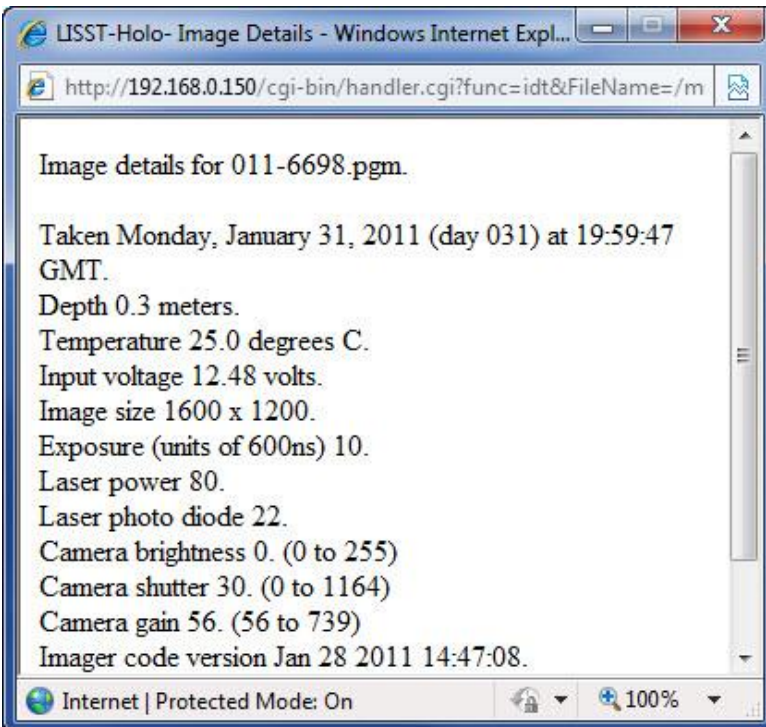 LISST-Holo- Image Details - Windows Internet Expl...
http://192.168.0.150/cgi-bin/handler.cgi?func=idt&FileName=/m
Image details for 011-6698.pgm.
Taken Monday, January 31, 2011 (day 031) at 19:59:47
GMT.
Depth 0.3 meters.
Temperature 25.0 degrees C.
Input voltage 12.48 volts.
Image size 1600 x 1200.
Exposure (units of 600ns) 10.
Laser power 80.
Laser photo diode 22.
Camera brightness 0. (0 to 255)
Camera shutter 30. (0 to 1164)
Camera gain 56. (56 to 739)
Imager code version Jan 28 2011 14:47:08.
Internet | Protected Mode: On 100%